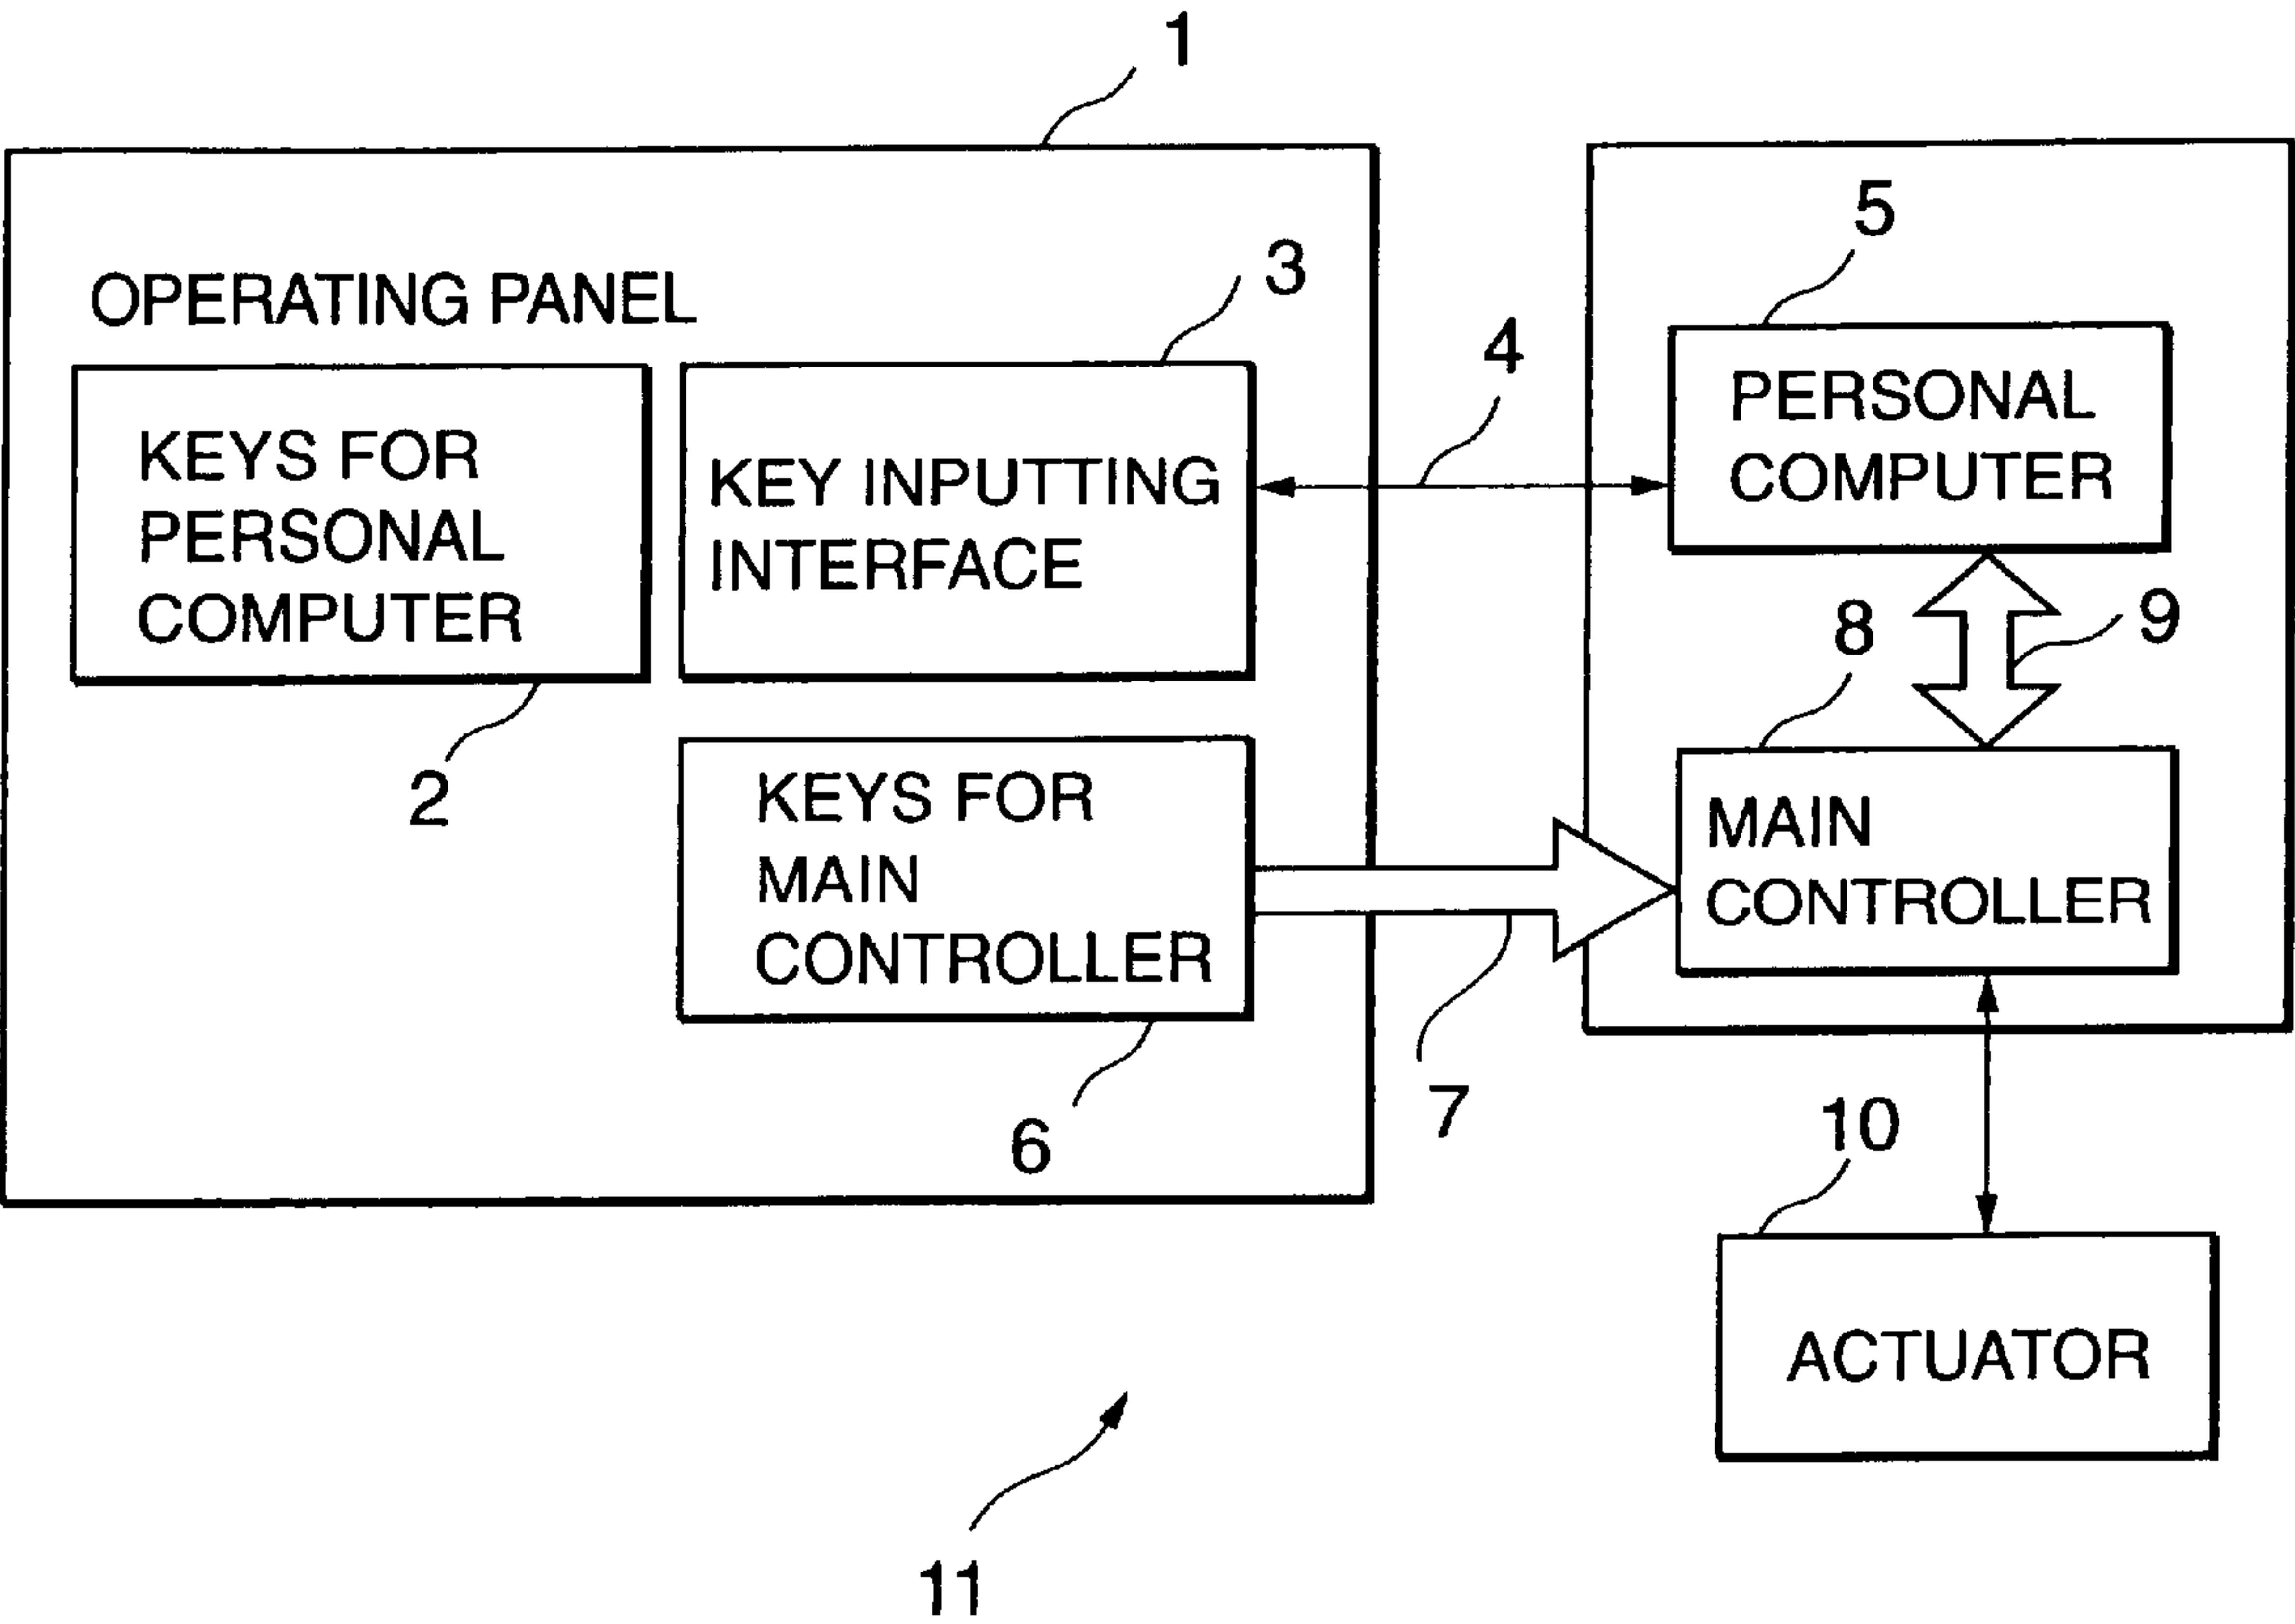 1
5
3
OPERATING PANEL
4
KEYS FOR
PERSONAL
COMPUTER
KEY INPUTTING
INTERFACE
PERSONAL
COMPUTER
8
9
2
KEYS FOR
MAIN
CONTROLLER
MAIN
CONTROLLER
6
7
10
ACTUATOR
11